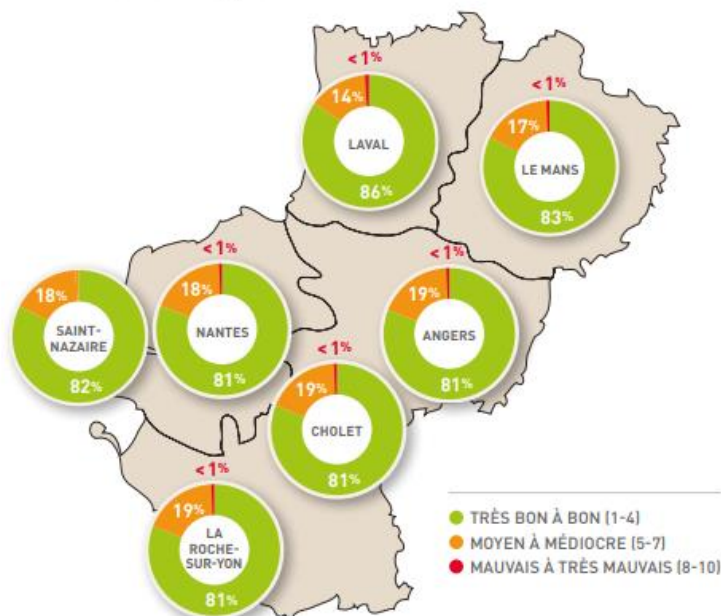 <1%
14%
LAVAL
86%
<1%
17%
LE MANS
83%
18%
SAINT-
NAZAIRE
82%
<1%
18%
NANTES
81%
<1%
19%
ANGERS
81%
<1%
19%
CHOLET
81%
<1%
19%
LA
ROCHE-
SUR-YON
81%
TRÈS BON À BON (1-4)
MOYEN À MÉDIOCRE (5-7)
MAUVAIS À TRÈS MAUVAIS (8-10)